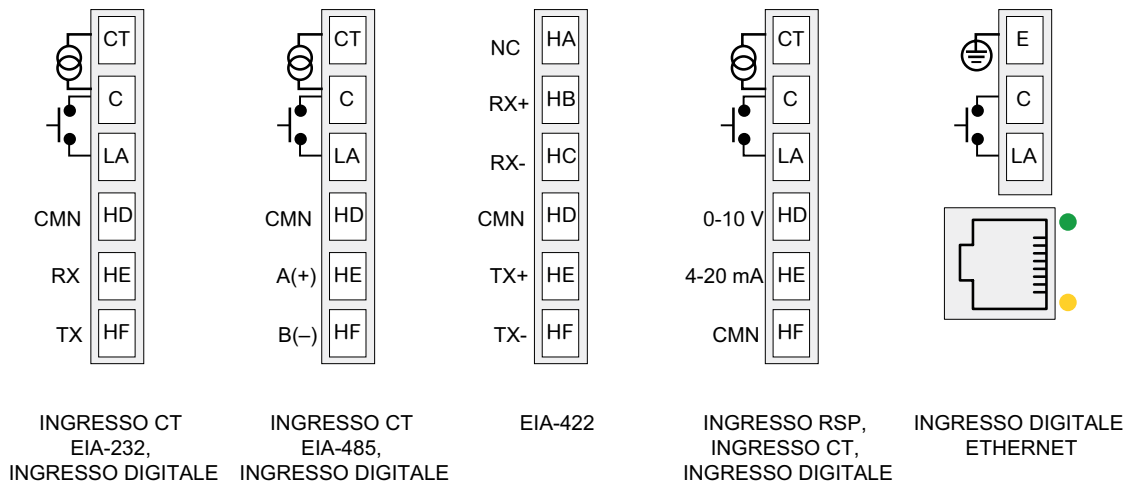 CT
C
LA
CMN HD
RX HE
TX HF
INGRESSO CT
EIA-232,
INGRESSO DIGITALE
CT
C
LA
CMN HD
A(+) HE
B(–) HF
INGRESSO CT
EIA-485,
INGRESSO DIGITALE
NC HA
RX+ HB
RX- HC
CMN HD
TX+ HE
TX- HF
EIA-422
CT
C
LA
0-10 V HD
4-20 mA HE
CMN HF
INGRESSO RSP,
INGRESSO CT,
INGRESSO DIGITALE
E
C
LA
INGRESSO DIGITALE
ETHERNET